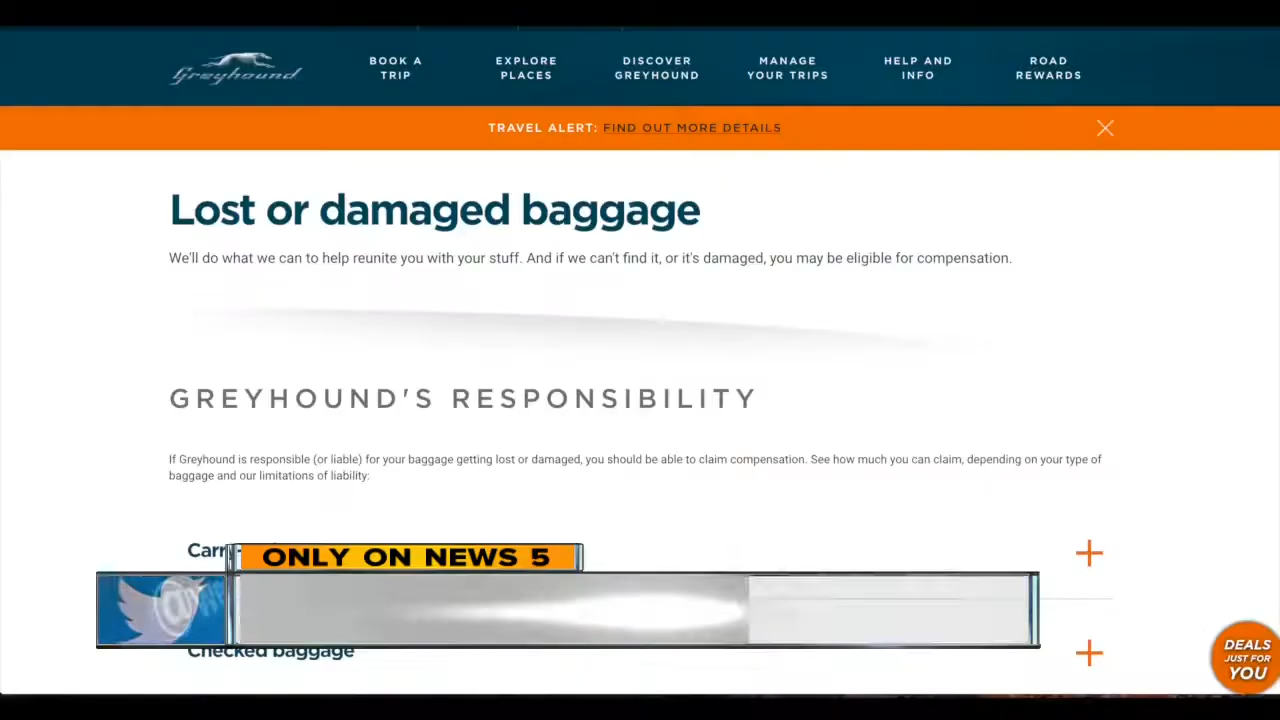 Greyhound
BOOK A
TRIP
EXPLORE
PLACES
DISCOVER
GREYHOUND
MANAGE
YOUR TRIPS
HELP AND
INFO
ROAD
REWARDS
TRAVEL ALERT: FIND OUT MORE DETAILS
Lost or damaged baggage
We'll do what we can to help reunite you with your stuff. And if we can't find it, or it's damaged, you may be eligible for compensation.
GREYHOUND'S RESPONSIBILITY
If Greyhound is responsible (or liable) for your baggage getting lost or damaged, you should be able to claim compensation. See how much you can claim, depending on your type of
baggage and our limitations of liability:
ONLY ON NEWS 5
Checked baggage
DEALS
JUST FOR
YOU